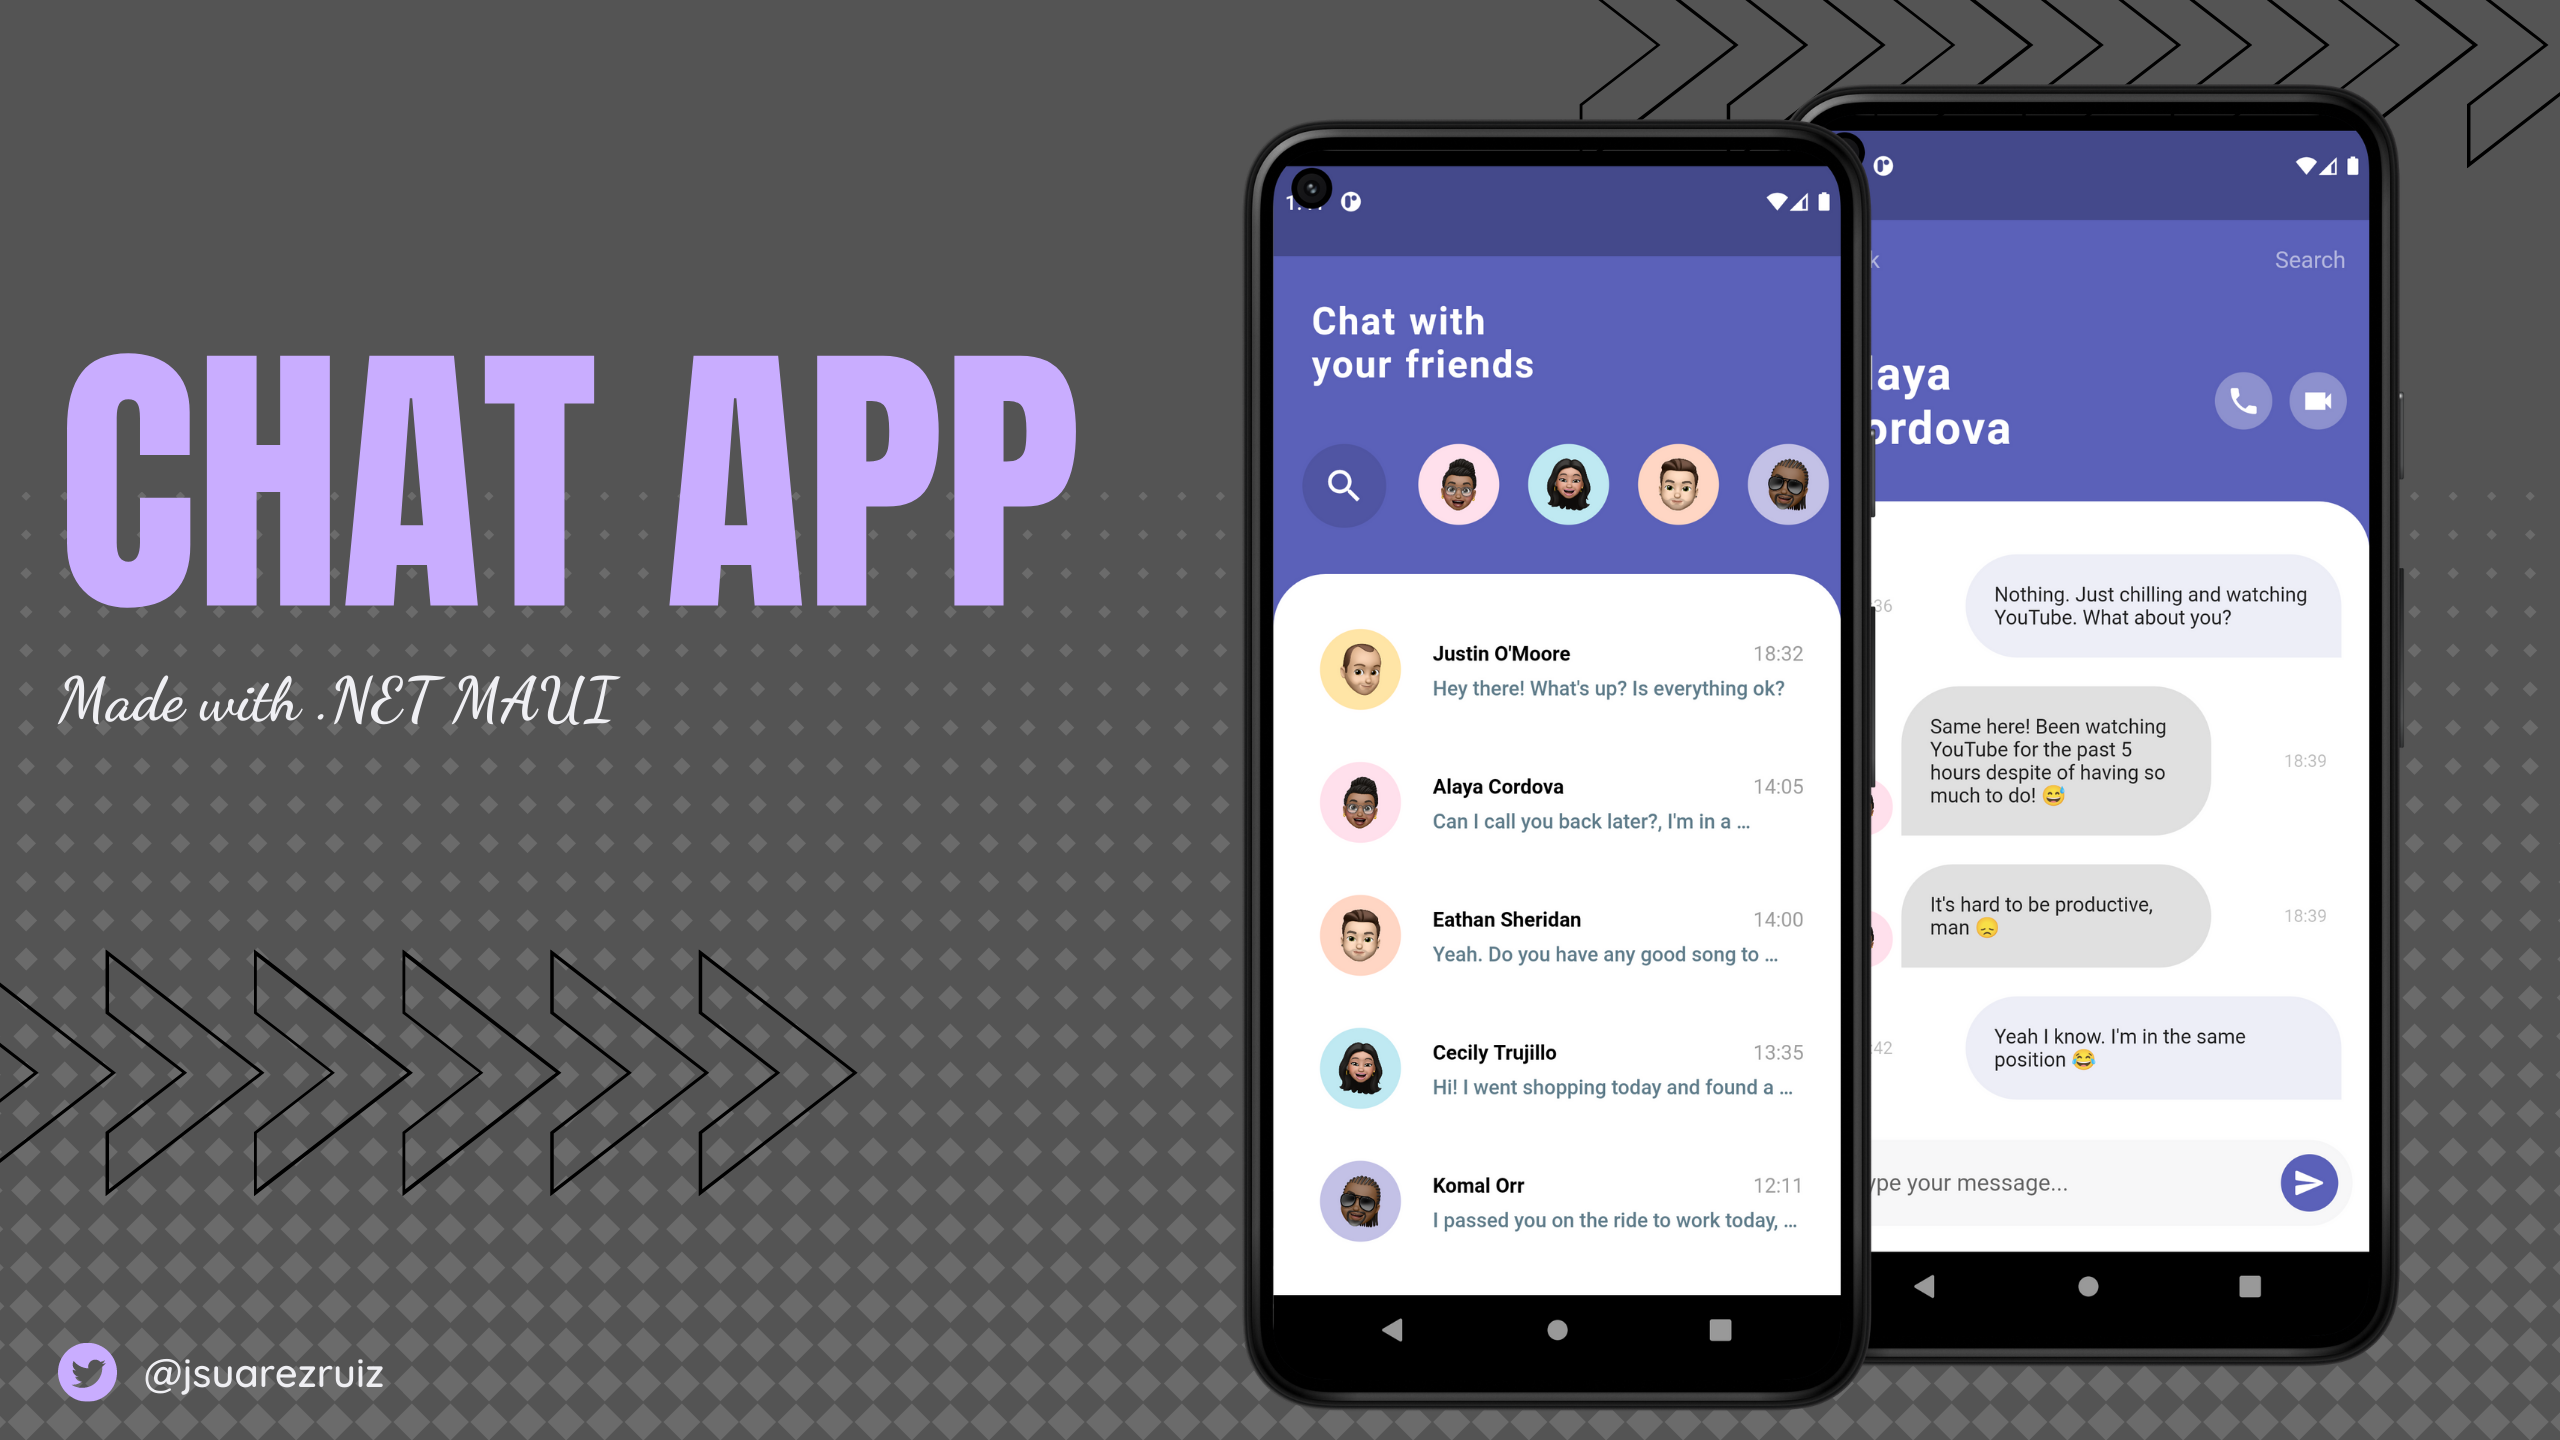 CHAT APP
Made with .NET MAUI
@jsuarezruiz
Chat with
your friends
Justin O'Moore 18:32
Hey there! What's up? Is everything ok?
Alaya Cordova 14:05
Can I call you back later?, I'm in a ...
Eathan Sheridan 14:00
Yeah. Do you have any good song to ...
Cecily Trujillo 13:35
Hi! I went shopping today and found a ...
Komal Orr 12:11
I passed you on the ride to work today, ...
k Search
laya
ordova
36
Nothing. Just chilling and watching
YouTube. What about you?
Same here! Been watching
YouTube for the past 5
hours despite of having so
much to do! 😅
18:39
It's hard to be productive,
man 😞
18:39
Yeah I know. I'm in the same
position 😂
:42
ype your message...